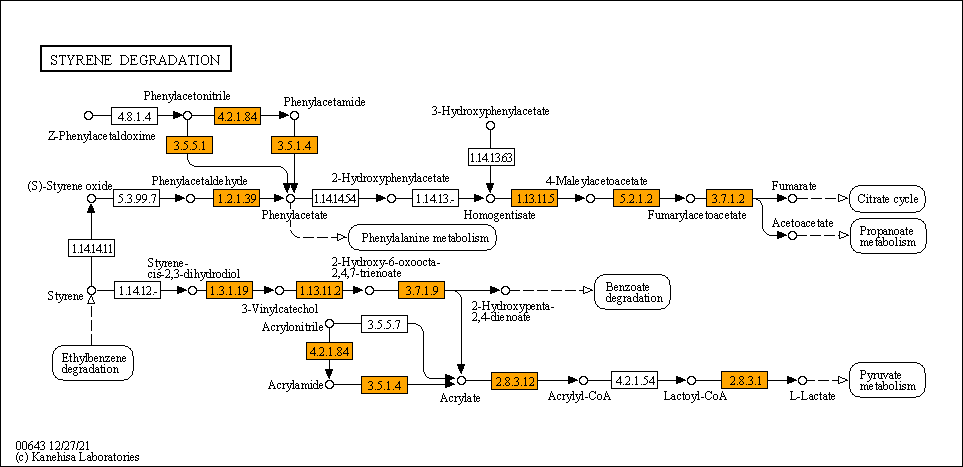 STYRENE DEGRADATION
Phenylacetonitrile
Phenylacetamide
3-Hydroxyphenylacetate
4.8.1.4
4.2.1.84
Z-Phenylacetaldoxime
3.5.5.1
3.5.1.4
1.14.13.63
(S)-Styrene oxide
Phenylacetaldehyde
2-Hydroxyphenylacetate
4-Maleylacetoacetate
Fumarate
5.3.99.7
1.2.1.39
1.14.14.54
1.14.13.-
1.13.11.5
5.2.1.2
3.7.1.2
Citrate cycle
Phenylacetate
Homogentisate
Fumarylacetoacetate
Acetoacetate
Phenylalanine metabolism
Propanoate
metabolism
1.14.14.11
Styrene-
cis-2,3-dihydrodiol
2-Hydroxy-6-oxoocta-
2,4,7-trienoate
Styrene
1.14.12.-
1.3.1.19
1.13.11.2
3.7.1.9
Benzoate
degradation
3-Vinylcatechol
2-Hydroxypenta-
2,4-dienoate
Acrylonitrile
3.5.5.7
4.2.1.84
Ethylbenzene
degradation
Acrylamide
3.5.1.4
Acrylate
2.8.3.12
Acrylyl-CoA
4.2.1.54
Lactoyl-CoA
2.8.3.1
L-Lactate
Pyruvate
metabolism
00643 12/27/21
(c) Kanehisa Laboratories